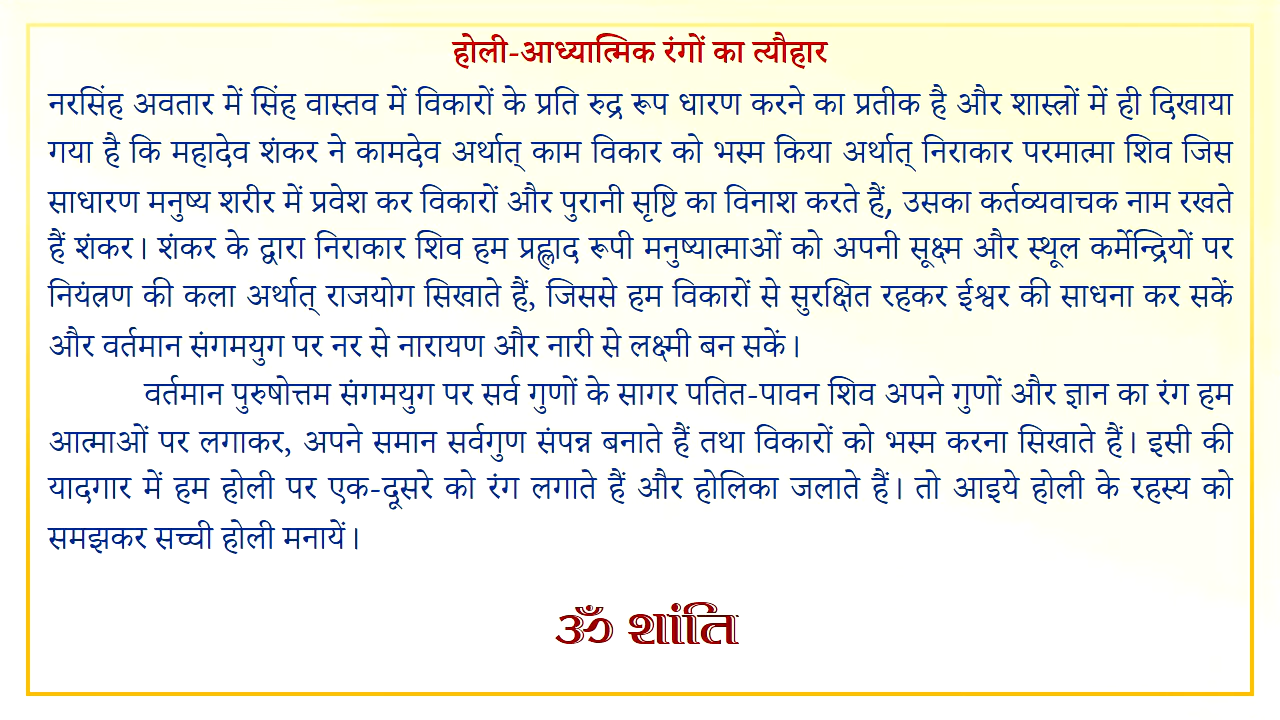 होली-आध्यात्मिक रंगों का त्यौहार
नरसिंह अवतार में सिंह वास्तव में विकारों के प्रति रुद्र रूप धारण करने का प्रतीक है और शास्त्रों में ही दिखाया
गया है कि महादेव शंकर ने कामदेव अर्थात् काम विकार को भस्म किया अर्थात् निराकार परमात्मा शिव जिस
साधारण मनुष्य शरीर में प्रवेश कर विकारों और पुरानी सृष्टि का विनाश करते हैं, उसका कर्तव्यवाचक नाम रखते
हैं शंकर। शंकर के द्वारा निराकार शिव हम प्रह्लाद रूपी मनुष्यात्माओं को अपनी सूक्ष्म और स्थूल कर्मेन्द्रियों पर
नियंत्रण की कला अर्थात् राजयोग सिखाते हैं, जिससे हम विकारों से सुरक्षित रहकर ईश्वर की साधना कर सकें
और वर्तमान संगमयुग पर नर से नारायण और नारी से लक्ष्मी बन सकें।
वर्तमान पुरुषोत्तम संगमयुग पर सर्व गुणों के सागर पतित-पावन शिव अपने गुणों और ज्ञान का रंग हम
आत्माओं पर लगाकर, अपने समान सर्वगुण संपन्न बनाते हैं तथा विकारों को भस्म करना सिखाते हैं। इसी की
यादगार में हम होली पर एक-दूसरे को रंग लगाते हैं और होलिका जलाते हैं। तो आइये होली के रहस्य को
समझकर सच्ची होली मनायें।
ॐ शांति